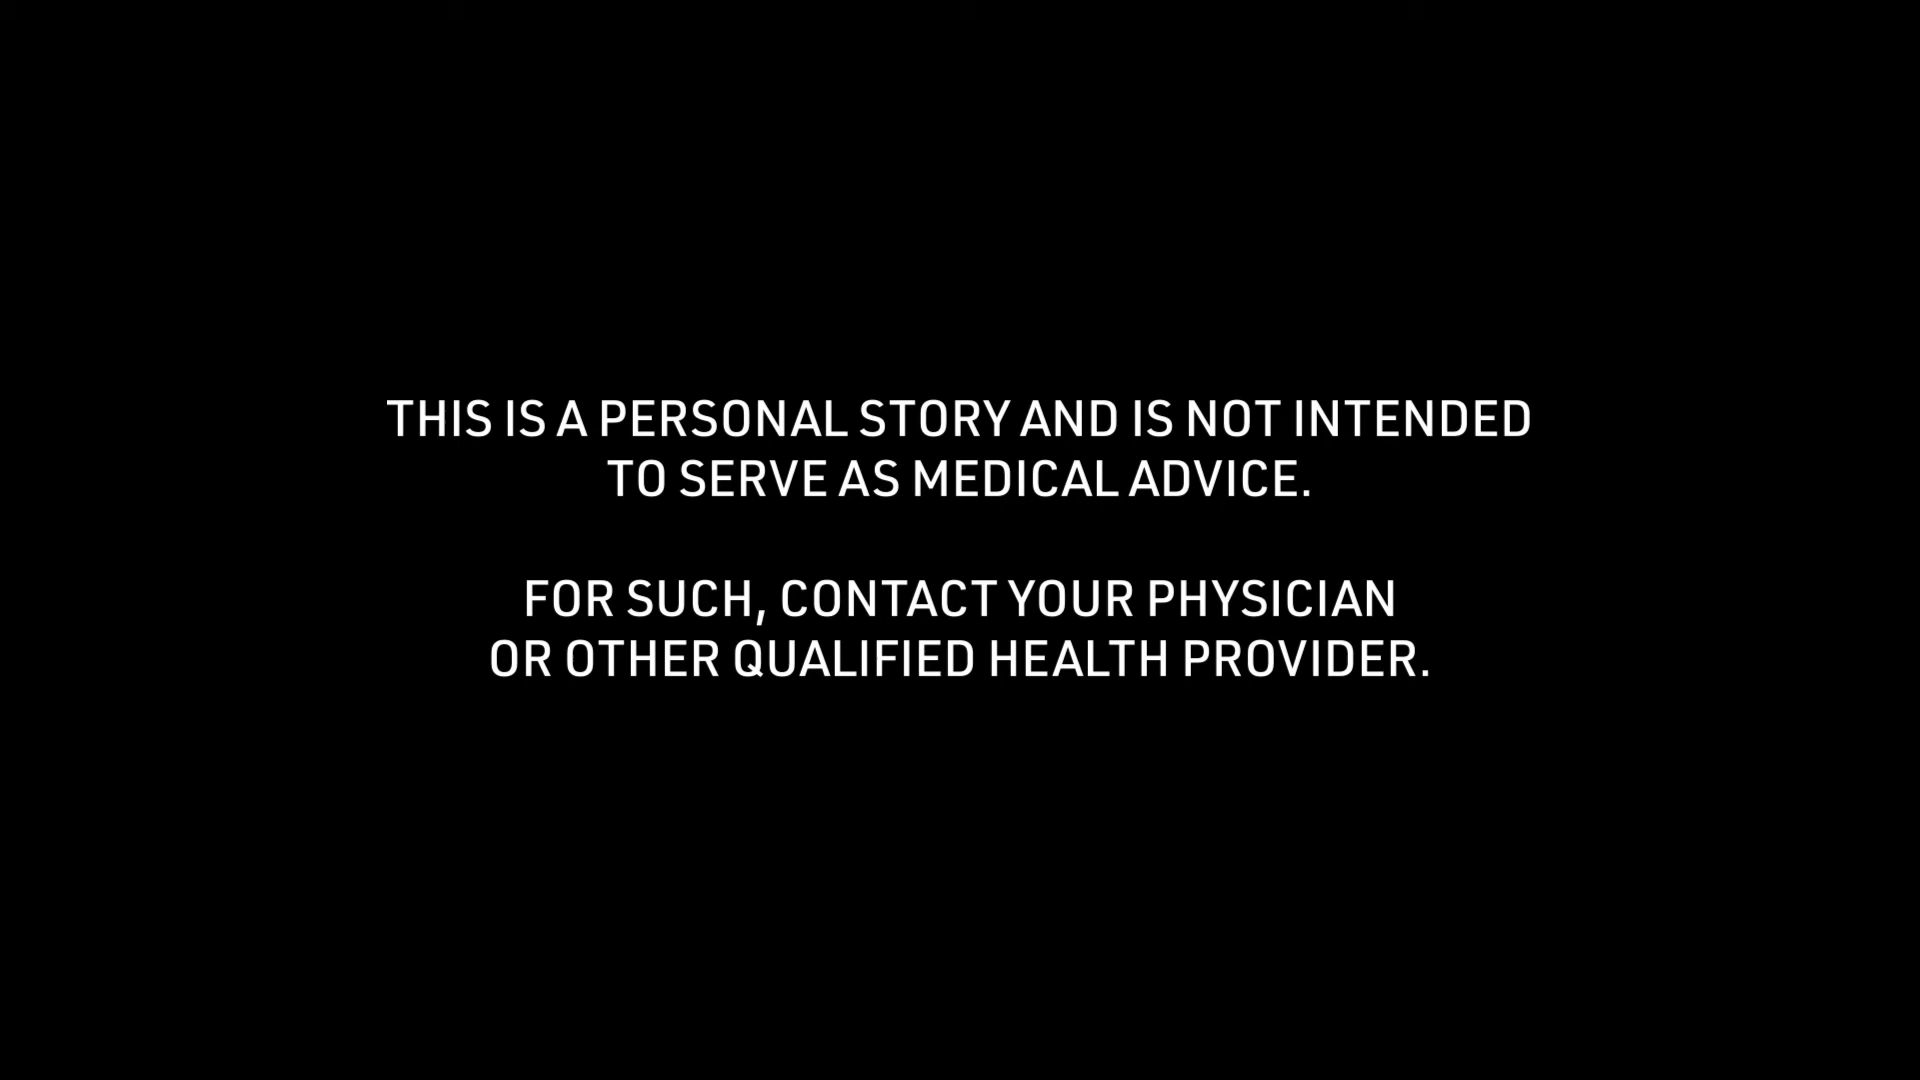 THIS IS A PERSONAL STORY AND IS NOT INTENDED
TO SERVE AS MEDICAL ADVICE.
FOR SUCH, CONTACT YOUR PHYSICIAN
OR OTHER QUALIFIED HEALTH PROVIDER.